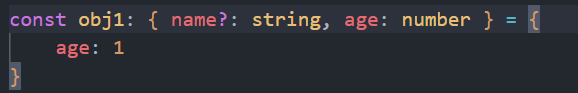 const obj1: { name?: string, age: number } = {
    age: 1
}